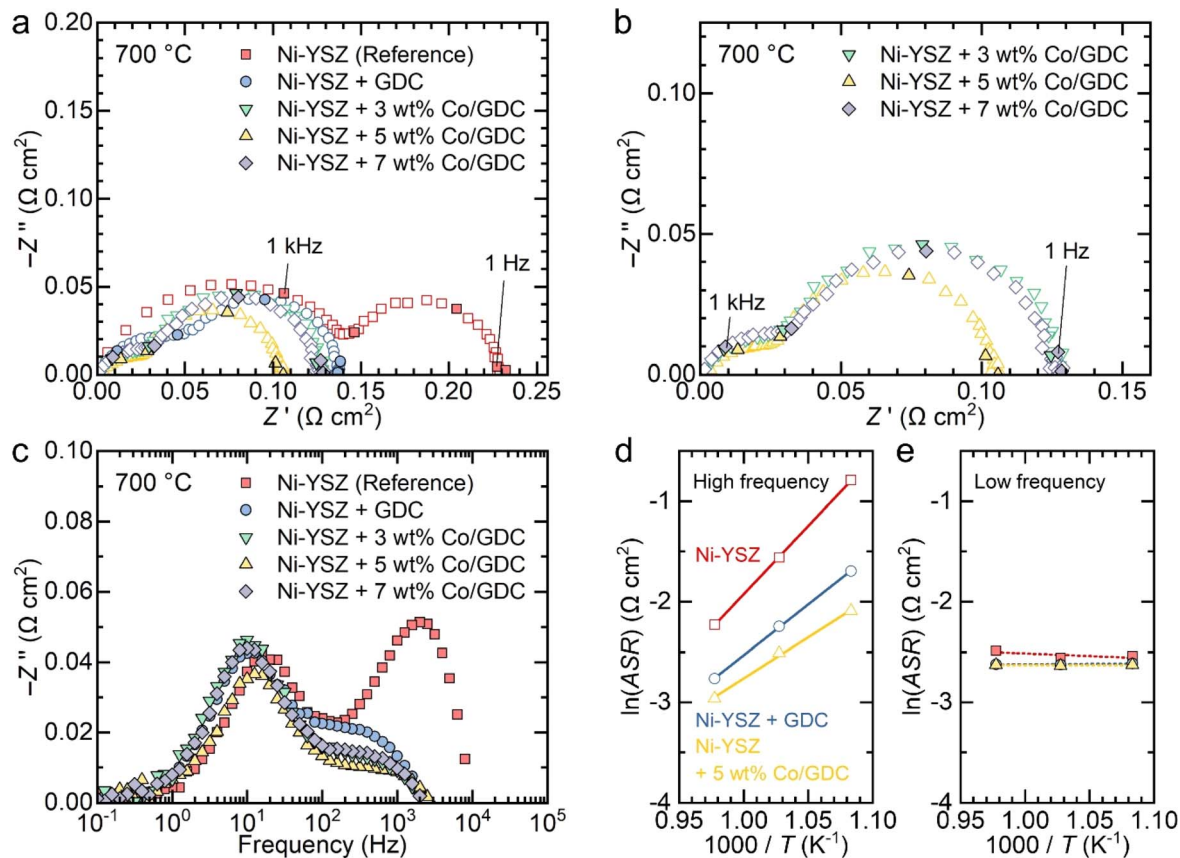 a
700 °C
Ni-YSZ (Reference)
Ni-YSZ + GDC
Ni-YSZ + 3 wt% Co/GDC
Ni-YSZ + 5 wt% Co/GDC
Ni-YSZ + 7 wt% Co/GDC
1 kHz
1 Hz
0.20
0.15
0.10
0.05
0.00
−Z'' (Ω cm²)
0.00 0.05 0.10 0.15 0.20 0.25
Z' (Ω cm²)
b
700 °C
Ni-YSZ + 3 wt% Co/GDC
Ni-YSZ + 5 wt% Co/GDC
Ni-YSZ + 7 wt% Co/GDC
1 kHz
1 Hz
0.10
0.05
0.00
−Z'' (Ω cm²)
0.00 0.05 0.10 0.15
Z' (Ω cm²)
c
700 °C
Ni-YSZ (Reference)
Ni-YSZ + GDC
Ni-YSZ + 3 wt% Co/GDC
Ni-YSZ + 5 wt% Co/GDC
Ni-YSZ + 7 wt% Co/GDC
0.10
0.08
0.06
0.04
0.02
0.00
−Z'' (Ω cm²)
10⁻¹ 10⁰ 10¹ 10² 10³ 10⁴ 10⁵
Frequency (Hz)
d
High frequency
Ni-YSZ
Ni-YSZ + GDC
Ni-YSZ
+ 5 wt% Co/GDC
-1
-2
-3
-4
ln(ASR) (Ω cm²)
0.95 1.00 1.05 1.10
1000 / T (K⁻¹)
e
Low frequency
-1
-2
-3
-4
ln(ASR) (Ω cm²)
0.95 1.00 1.05 1.10
1000 / T (K⁻¹)